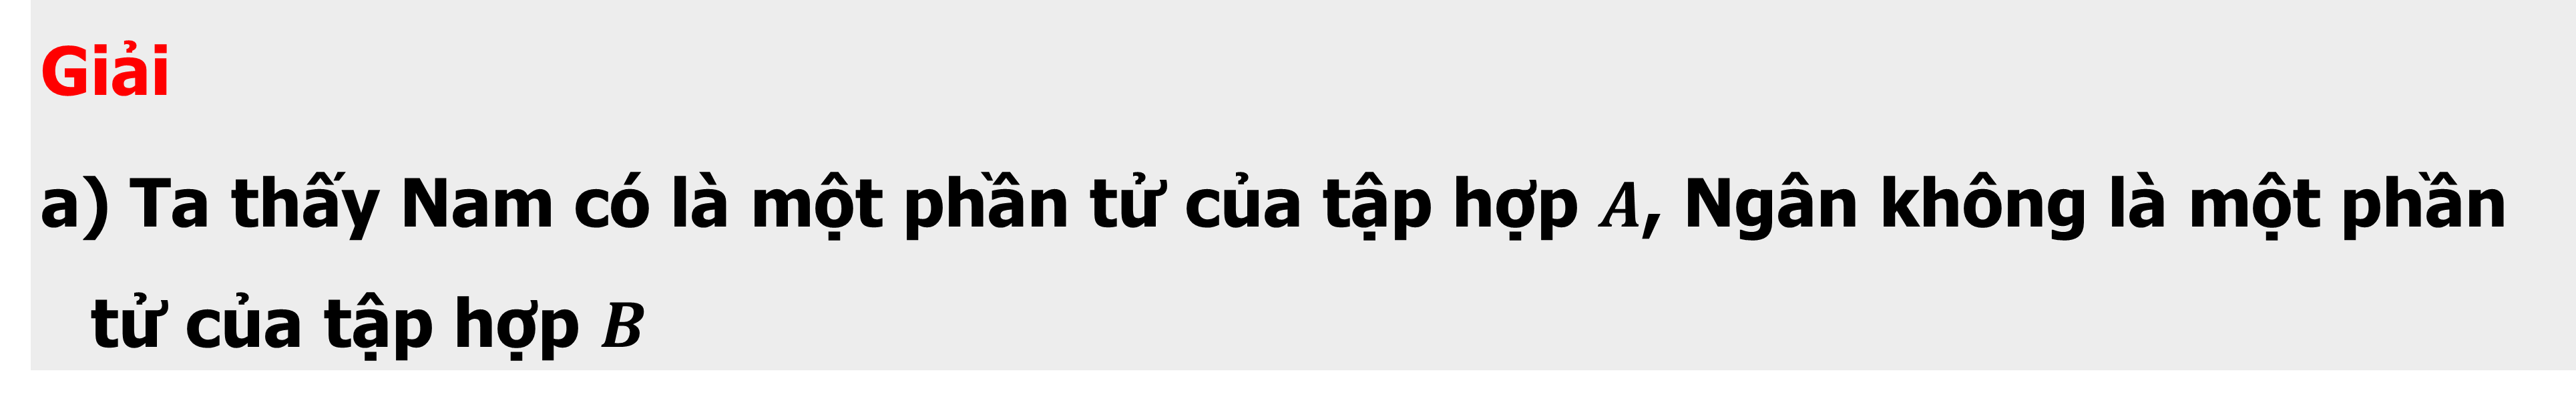 Giải
a) Ta thấy Nam có là một phần tử của tập hợp A, Ngân không là một phần
tử của tập hợp B